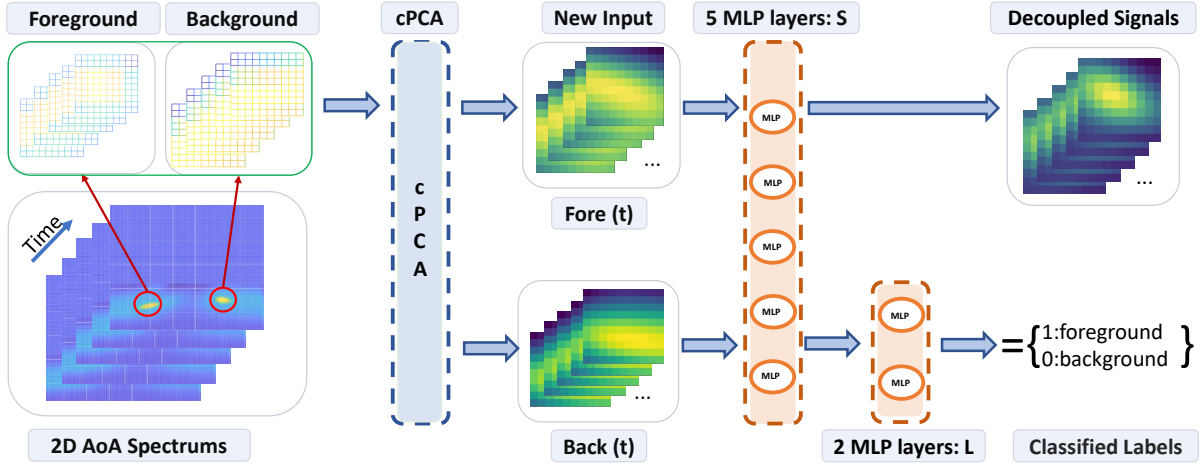 Foreground
Background
cPCA
New Input
5 MLP layers: S
Decoupled Signals
Time
2D AoA Spectrums
c
P
C
A
...
Fore (t)
...
Back (t)
MLP
MLP
MLP
MLP
MLP
MLP
MLP
2 MLP layers: L
...
={1:foreground
0:background}
Classified Labels